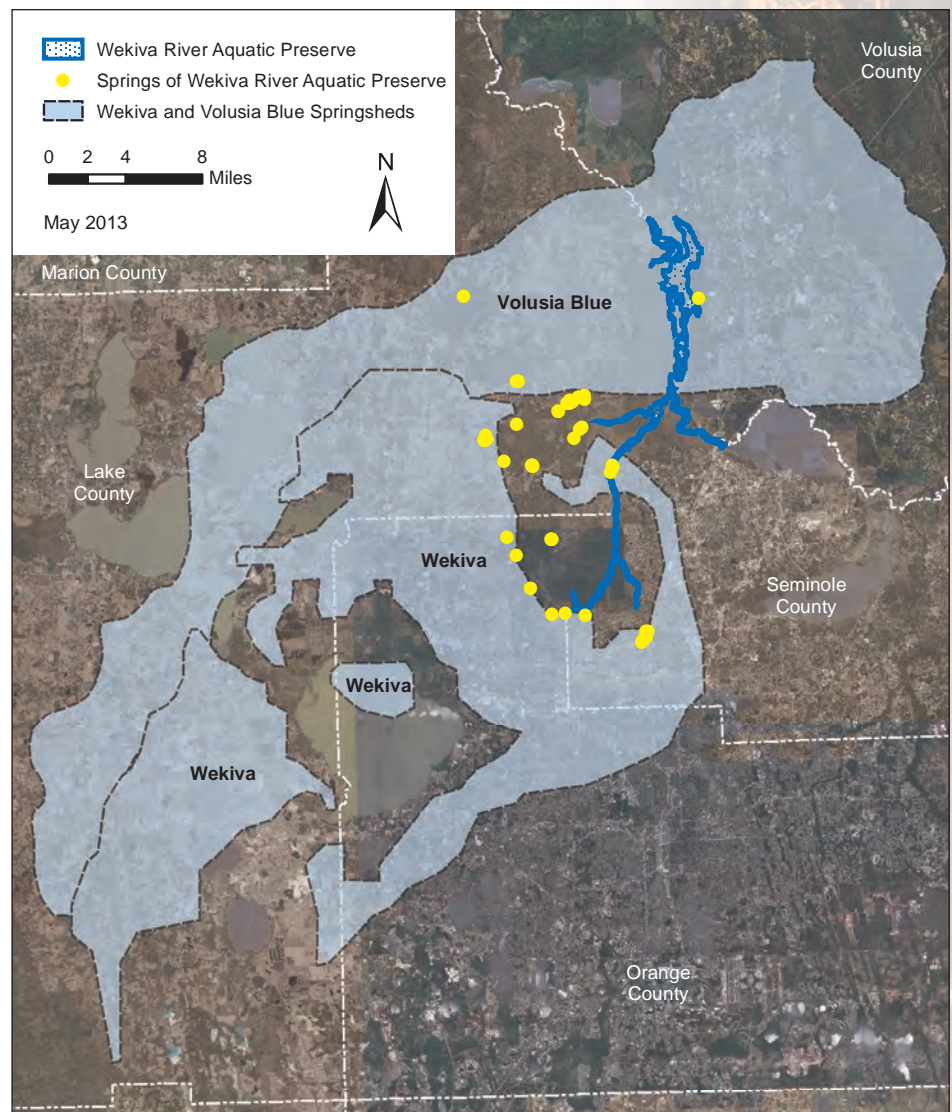 Wekiva River Aquatic Preserve
Springs of Wekiva River Aquatic Preserve
Wekiva and Volusia Blue Springsheds
0 2 4 8
Miles
N
May 2013
Volusia
County
Marion County
Volusia Blue
Lake
County
Wekiva
Seminole
County
Wekiva
Wekiva
Orange
County